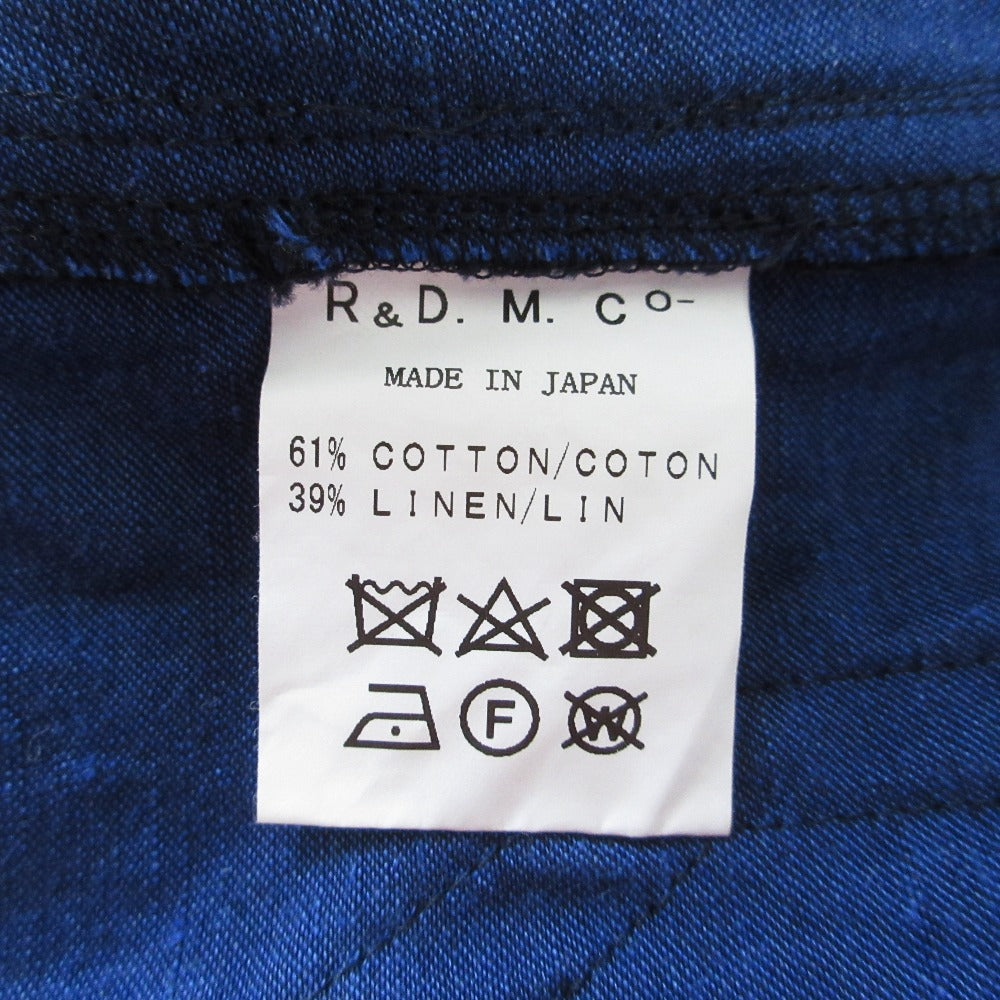 R & D. M. Co-
MADE IN JAPAN
61% COTTON/COTON
39% LINEN/LIN
F W